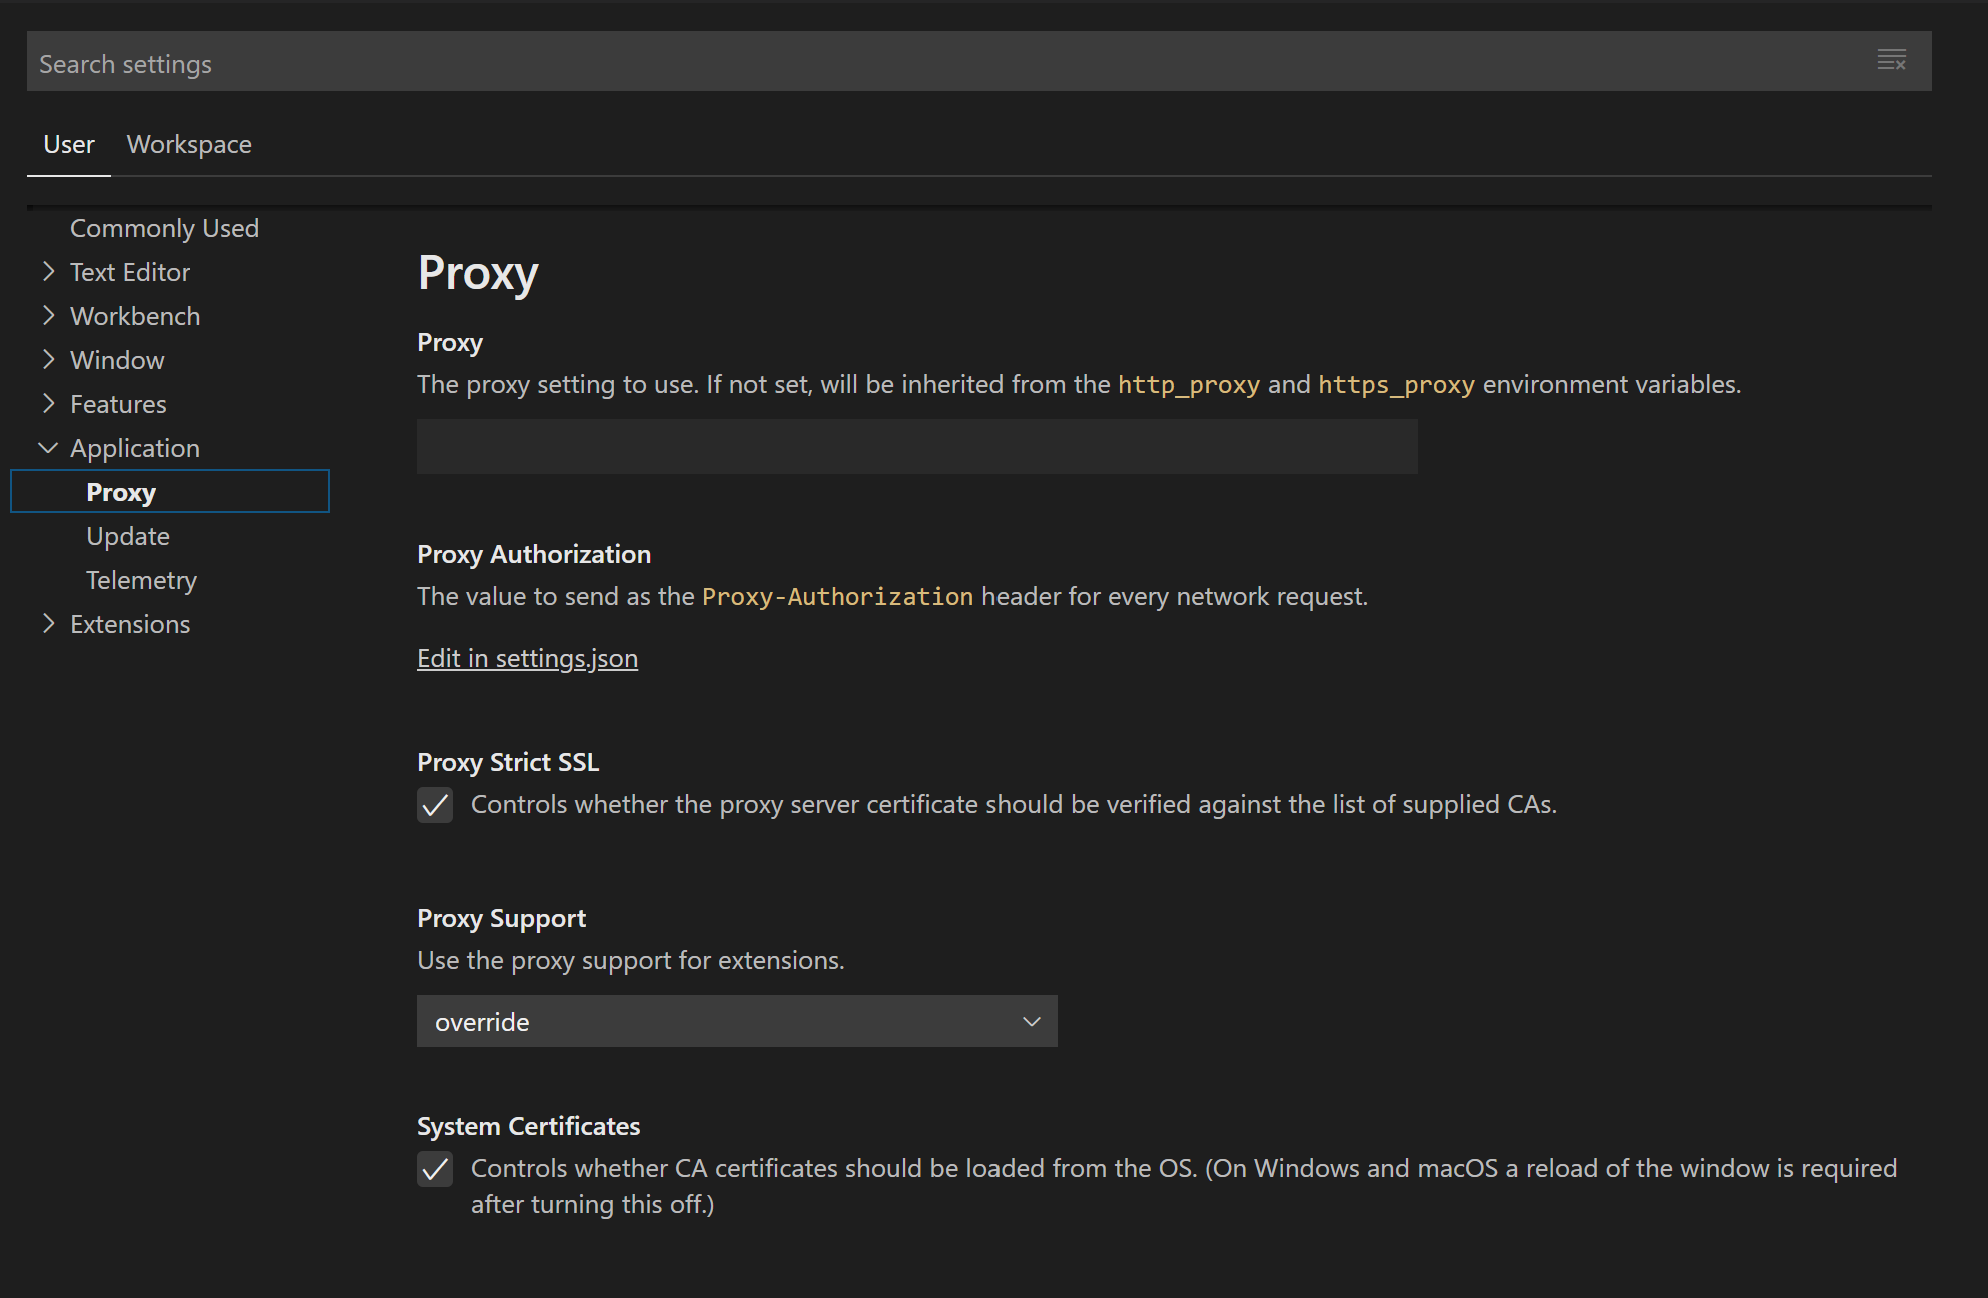 Search settings
User
Workspace
Commonly Used
Text Editor
Workbench
Window
Features
Application
Proxy
Update
Telemetry
Extensions
Proxy
Proxy
The proxy setting to use. If not set, will be inherited from the http_proxy and https_proxy environment variables.
Proxy Authorization
The value to send as the Proxy-Authorization header for every network request.
Edit in settings.json
Proxy Strict SSL
Controls whether the proxy server certificate should be verified against the list of supplied CAs.
Proxy Support
Use the proxy support for extensions.
override
System Certificates
Controls whether CA certificates should be loaded from the OS. (On Windows and macOS a reload of the window is required
after turning this off.)